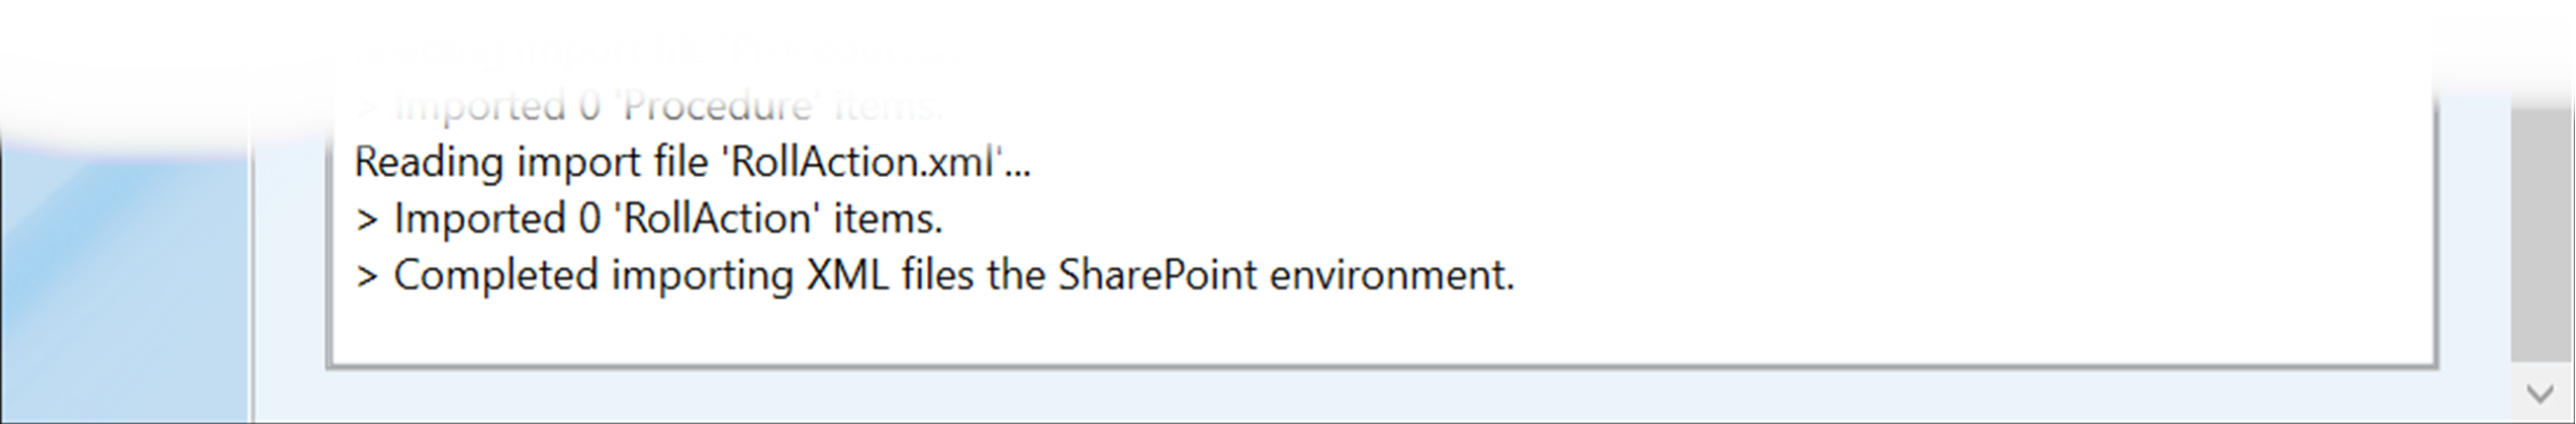 > Imported 0 'Procedure' items.
Reading import file 'RollAction.xml'...
> Imported 0 'RollAction' items.
> Completed importing XML files the SharePoint environment.